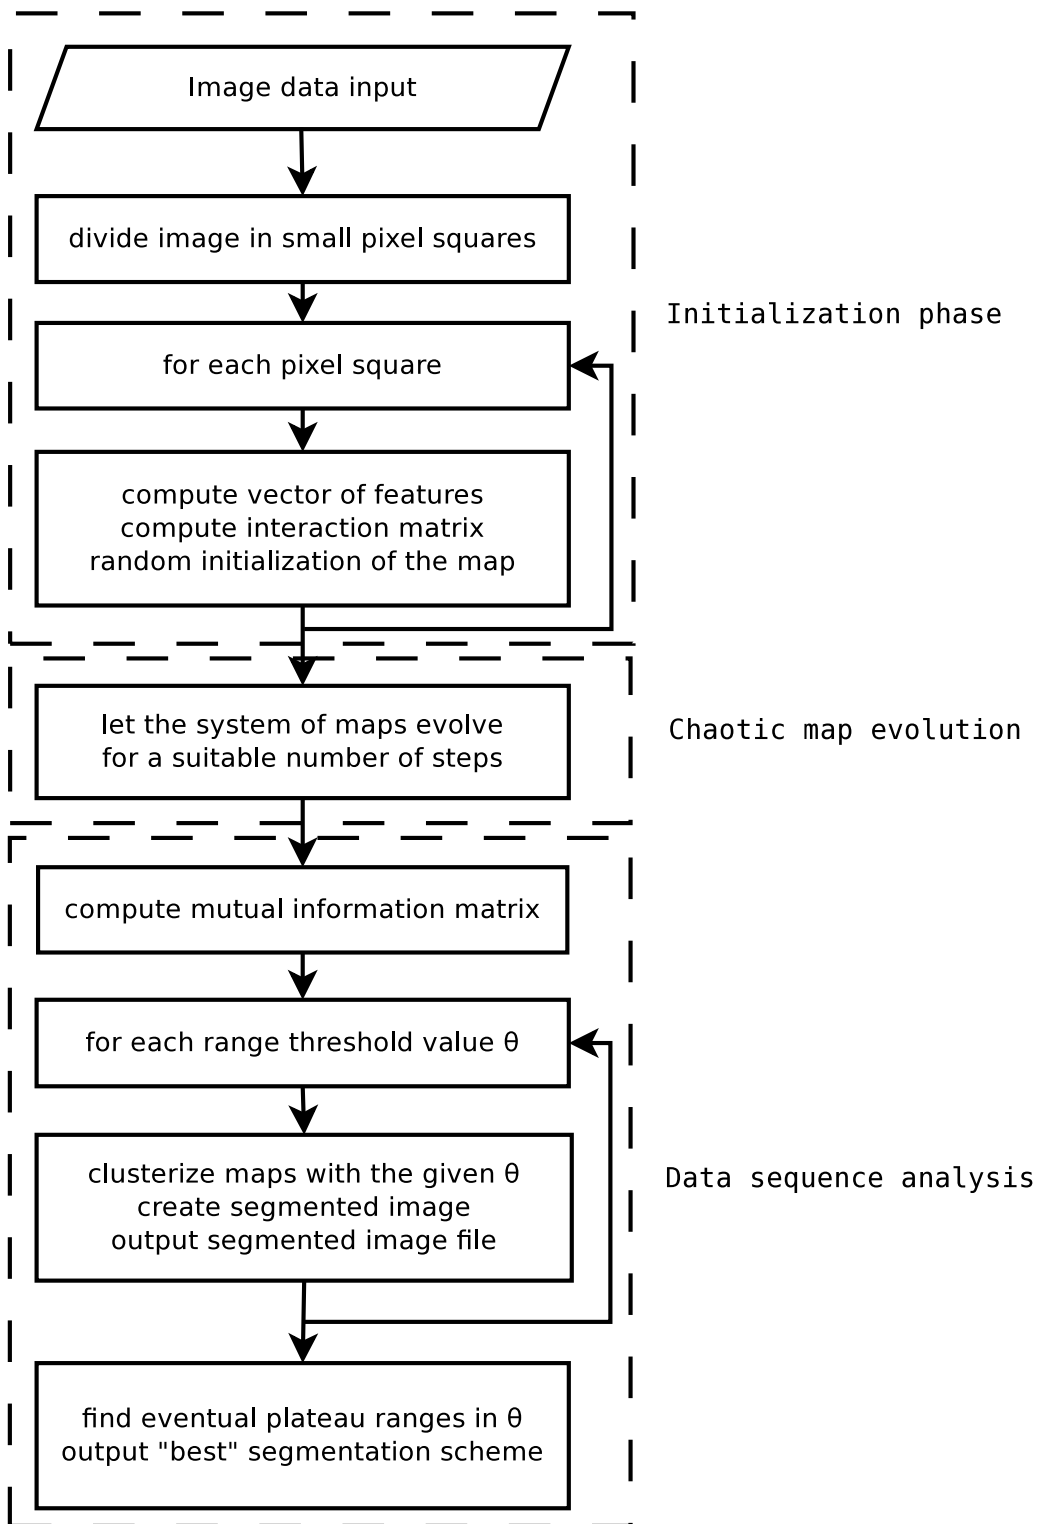 Image data input
divide image in small pixel squares
Initialization phase
for each pixel square
compute vector of features
compute interaction matrix
random initialization of the map
let the system of maps evolve
for a suitable number of steps
Chaotic map evolution
compute mutual information matrix
for each range threshold value θ
clusterize maps with the given θ
create segmented image
output segmented image file
Data sequence analysis
find eventual plateau ranges in θ
output "best" segmentation scheme